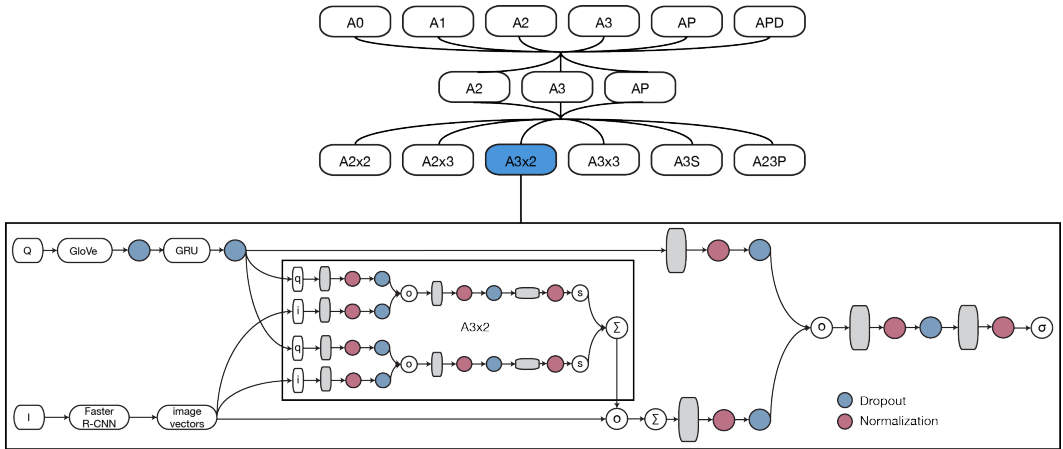 A0 A1 A2 A3 AP APD
A2 A3 AP
A2x2 A2x3 A3x2 A3x3 A3S A23P
Q GloVe GRU
q
o s
i
A3x2 Σ O σ
q
o s
i
I Faster R-CNN image vectors O Σ
Dropout
Normalization